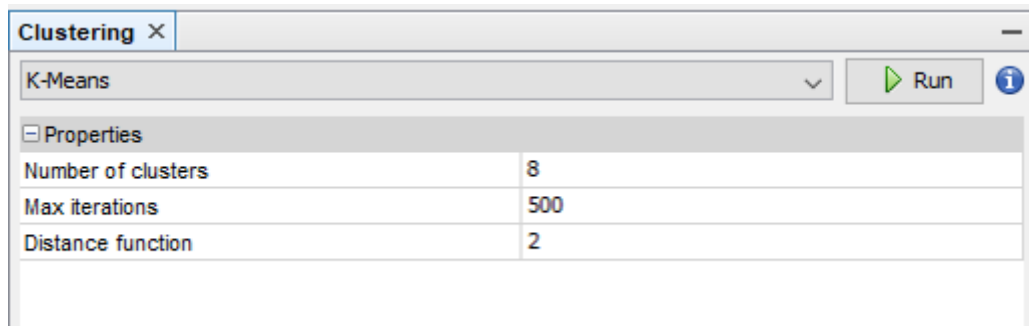 Clustering
K-Means
Run
Properties
Number of clusters 8
Max iterations 500
Distance function 2